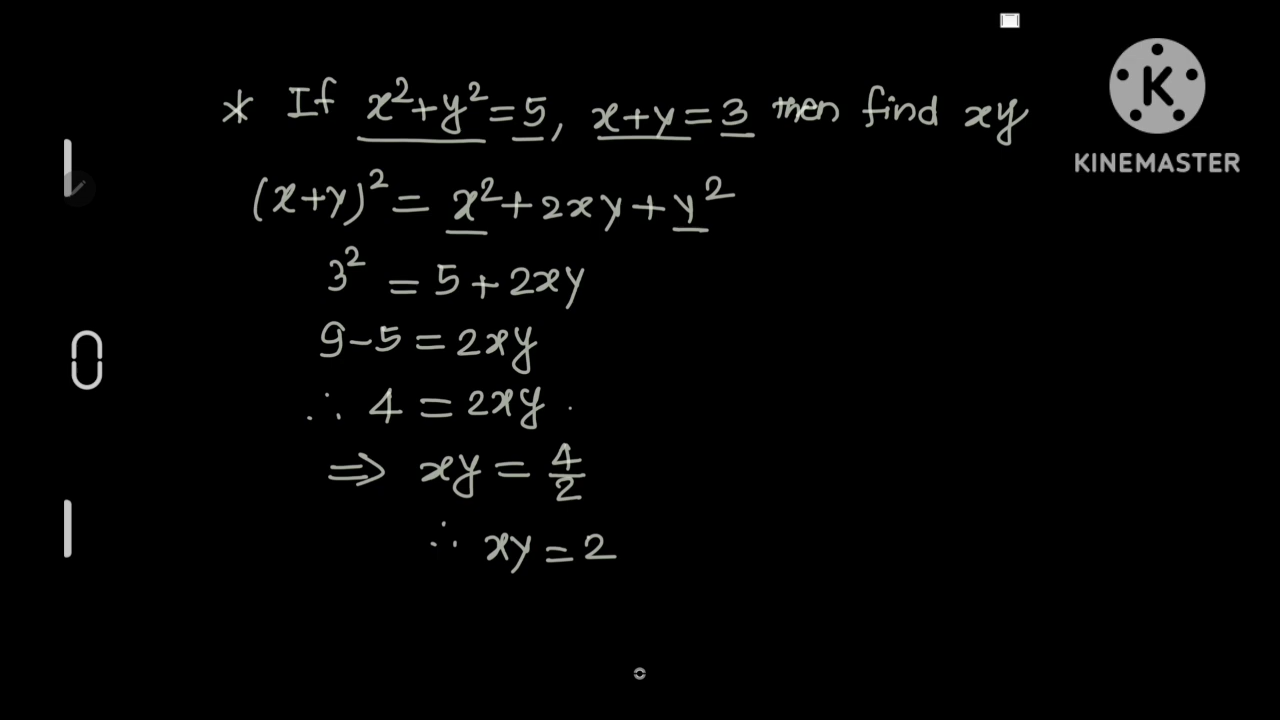 * If x²+y²=5, x+y=3 then find xy
K
KINEMASTER
(x+y)² = x²+2xy+y²
3² = 5+2xy
9-5=2xy
∴ 4=2xy
⇒ xy = 4/2
∴ xy=2